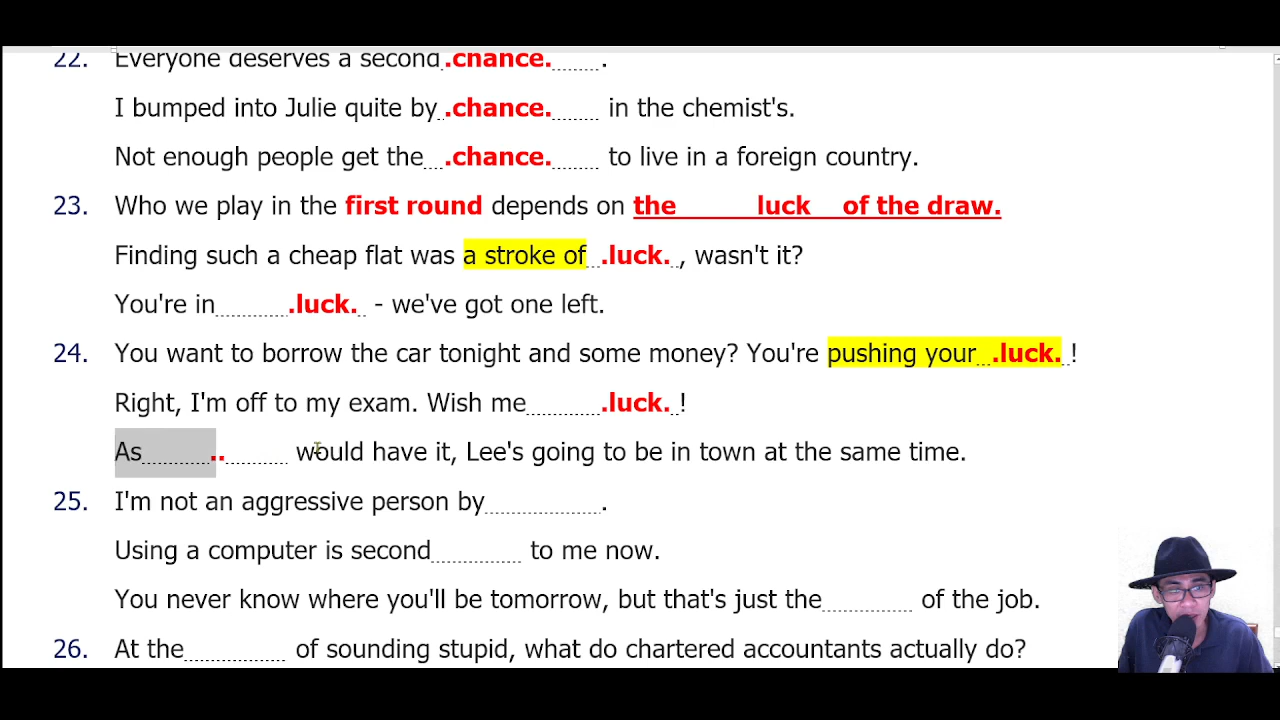 22. Everyone deserves a second .chance. .
I bumped into Julie quite by .chance. in the chemist's.
Not enough people get the .chance. to live in a foreign country.
23. Who we play in the first round depends on the luck of the draw.
Finding such a cheap flat was a stroke of .luck. , wasn't it?
You're in .luck. - we've got one left.
24. You want to borrow the car tonight and some money? You're pushing your .luck. !
Right, I'm off to my exam. Wish me .luck. !
As .. would have it, Lee's going to be in town at the same time.
25. I'm not an aggressive person by .
Using a computer is second to me now.
You never know where you'll be tomorrow, but that's just the of the job.
26. At the of sounding stupid, what do chartered accountants actually do?